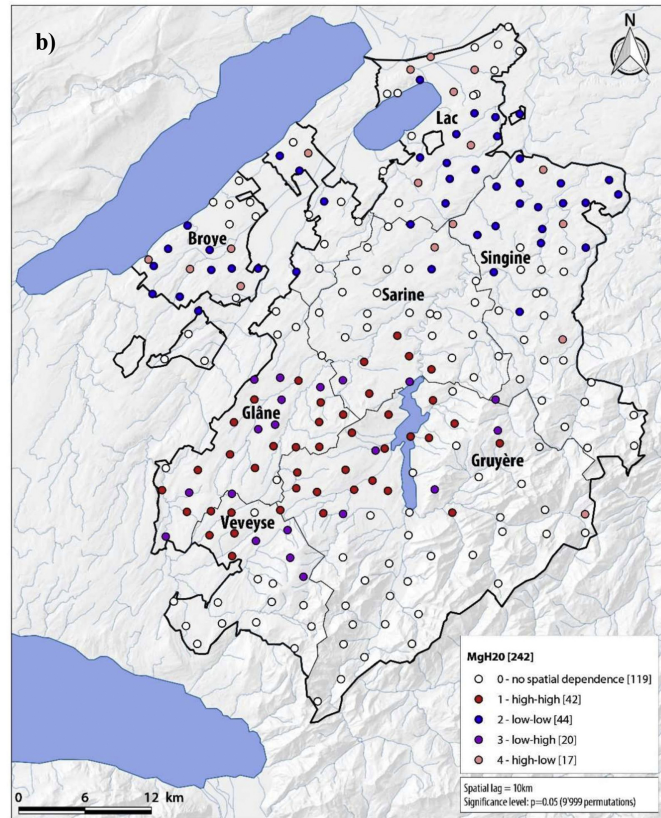 b)
N
Lac
Broye
Singine
Sarine
Glâne
Gruyère
Veveyse
MgH20 [242]
0 - no spatial dependence [119]
1 - high-high [42]
2 - low-low [44]
3 - low-high [20]
4 - high-low [17]
Spatial lag = 10km
Significance level: p=0.05 (9'999 permutations)
0 6 12 km